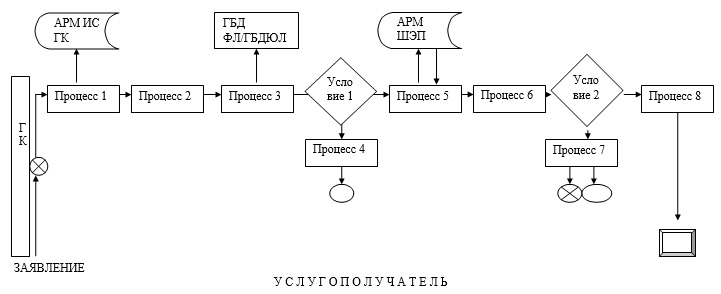 АРМ ИС
ГК
ГБД
ФЛ/ГБДЮЛ
АРМ
ШЭП
Усло
вие 1
Усло
вие 2
Процесс 1
Процесс 2
Процесс 3
Процесс 5
Процесс 6
Процесс 8
Г
К
Процесс 4
Процесс 7
ЗАЯВЛЕНИЕ
УСЛУГОПОЛУЧАТЕЛЬ